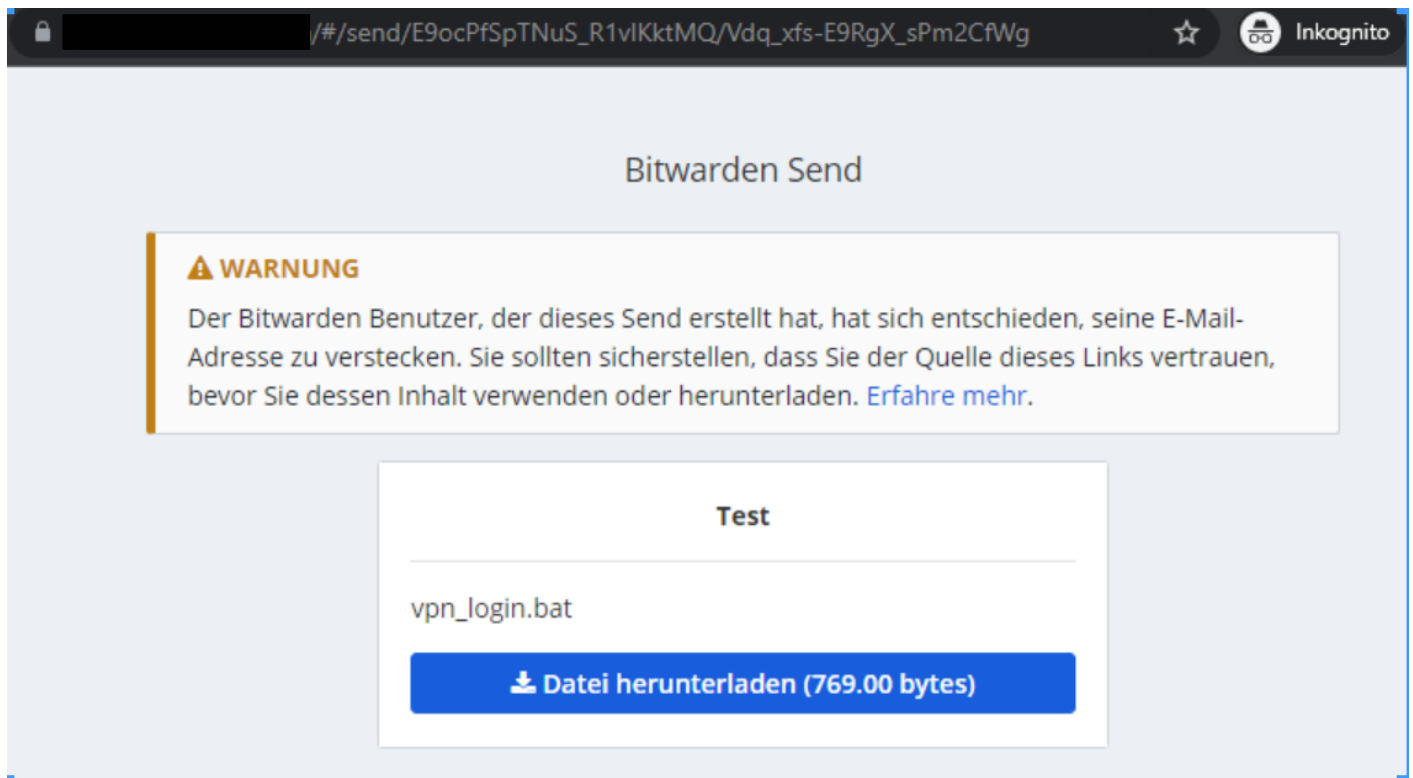 /#/send/E9ocPfSpTNuS_R1vIKktMQ/Vdq_xfs-E9RgX_sPm2CfWg
Inkognito
Bitwarden Send
WARNUNG
Der Bitwarden Benutzer, der dieses Send erstellt hat, hat sich entschieden, seine E-Mail-
Adresse zu verstecken. Sie sollten sicherstellen, dass Sie der Quelle dieses Links vertrauen,
bevor Sie dessen Inhalt verwenden oder herunterladen. Erfahre mehr.
Test
vpn_login.bat
Datei herunterladen (769.00 bytes)